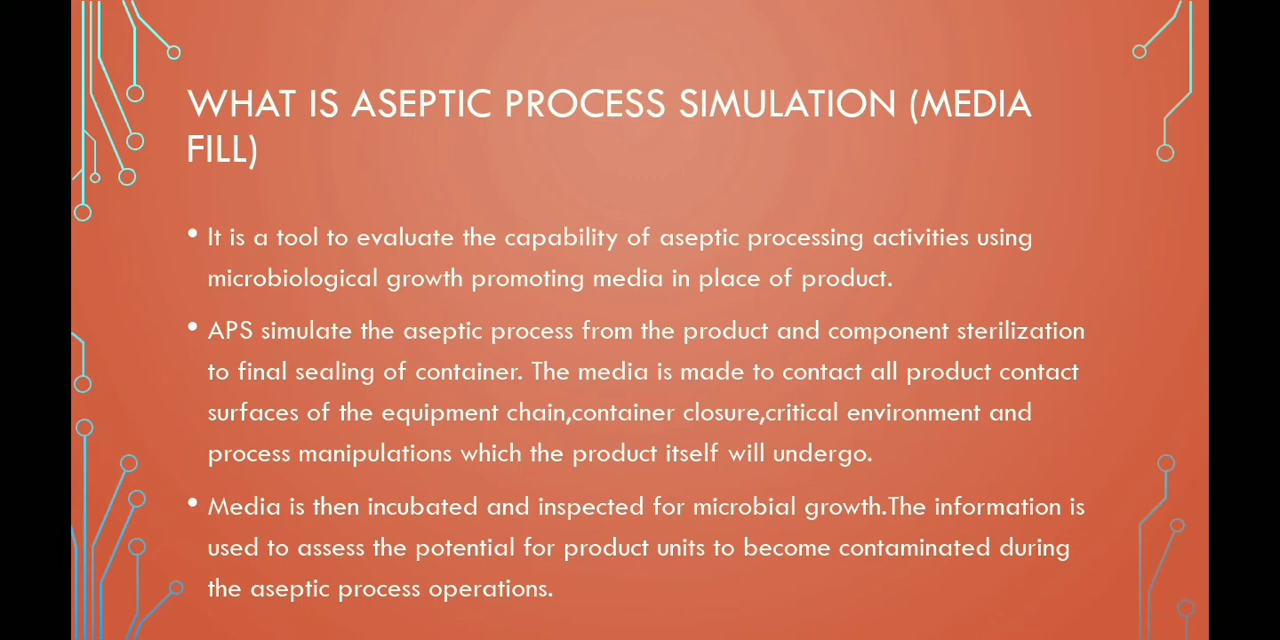 WHAT IS ASEPTIC PROCESS SIMULATION (MEDIA
FILL)
• It is a tool to evaluate the capability of aseptic processing activities using
microbiological growth promoting media in place of product.
• APS simulate the aseptic process from the product and component sterilization
to final sealing of container. The media is made to contact all product contact
surfaces of the equipment chain,container closure,critical environment and
process manipulations which the product itself will undergo.
• Media is then incubated and inspected for microbial growth.The information is
used to assess the potential for product units to become contaminated during
the aseptic process operations.